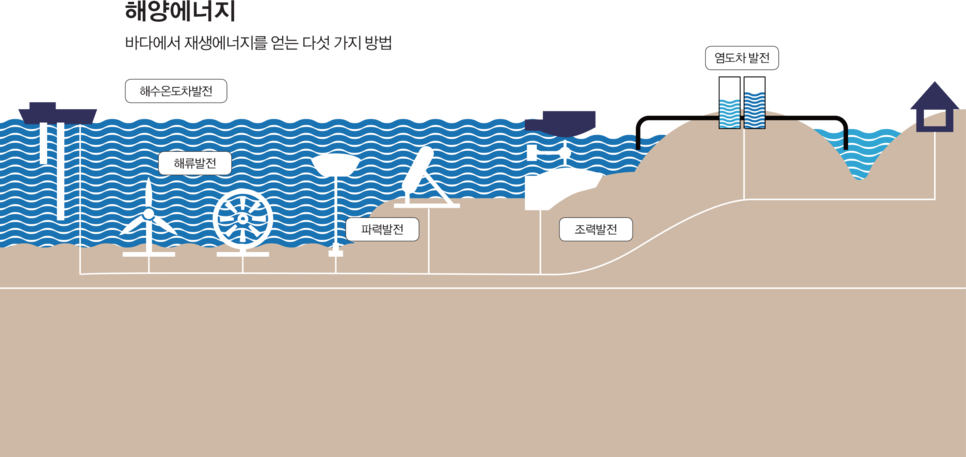 해양에너지
바다에서 재생에너지를 얻는 다섯 가지 방법
염도차 발전
해수온도차발전
해류발전
파력발전
조력발전